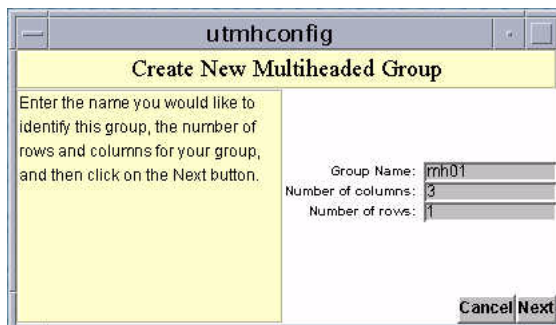 utmhconfig
Create New Multiheaded Group
Enter the name you would like to
identify this group, the number of
rows and columns for your group,
and then click on the Next button.
Group Name: mh01
Number of columns: 3
Number of rows: 1
Cancel Next